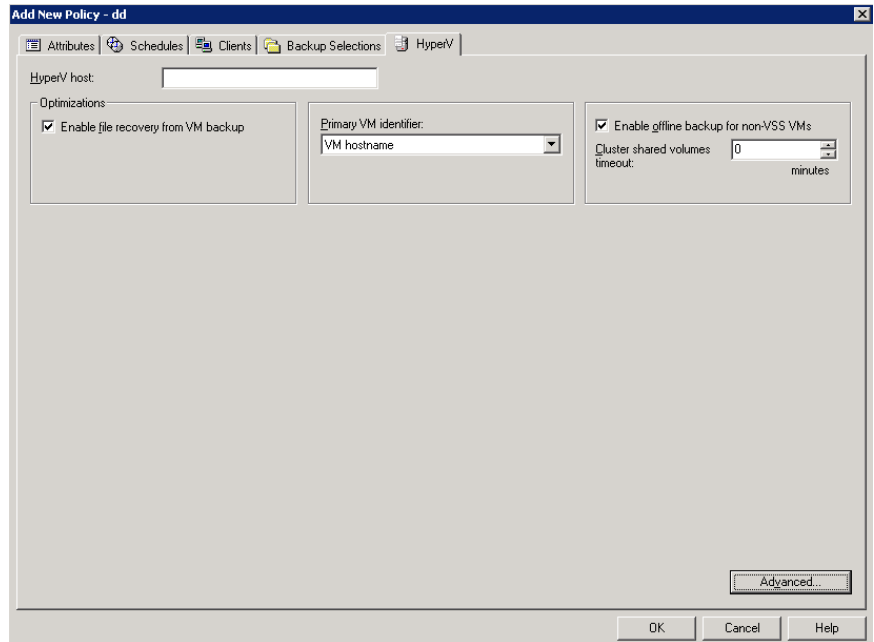 Add New Policy - dd
Attributes Schedules Clients Backup Selections HyperV
HyperV host:
Optimizations
Enable file recovery from VM backup
Primary VM identifier:
VM hostname
Enable offline backup for non-VSS VMs
Cluster shared volumes
timeout:
0
minutes
Advanced...
OK Cancel Help